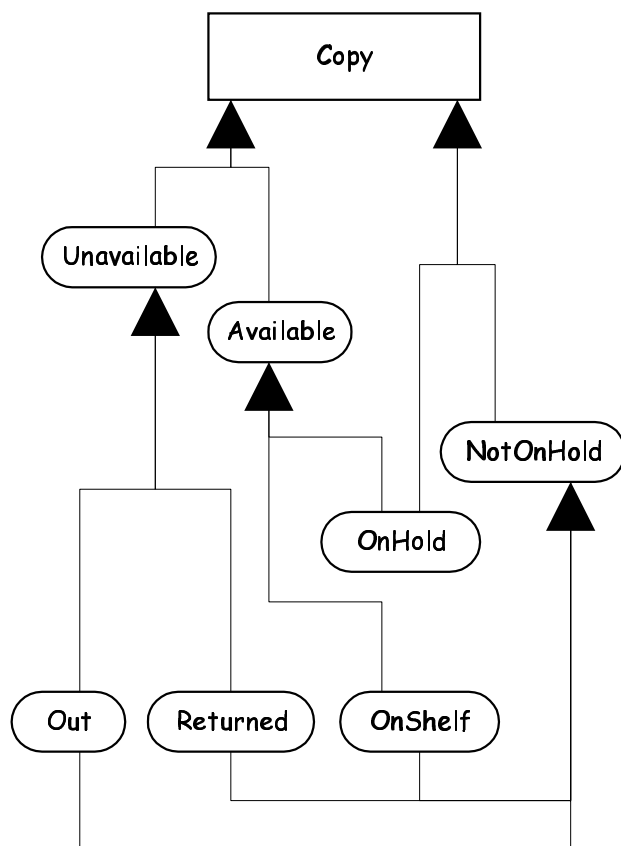 Copy
Unavailable
Available
NotOnHold
OnHold
Out
Returned
OnShelf